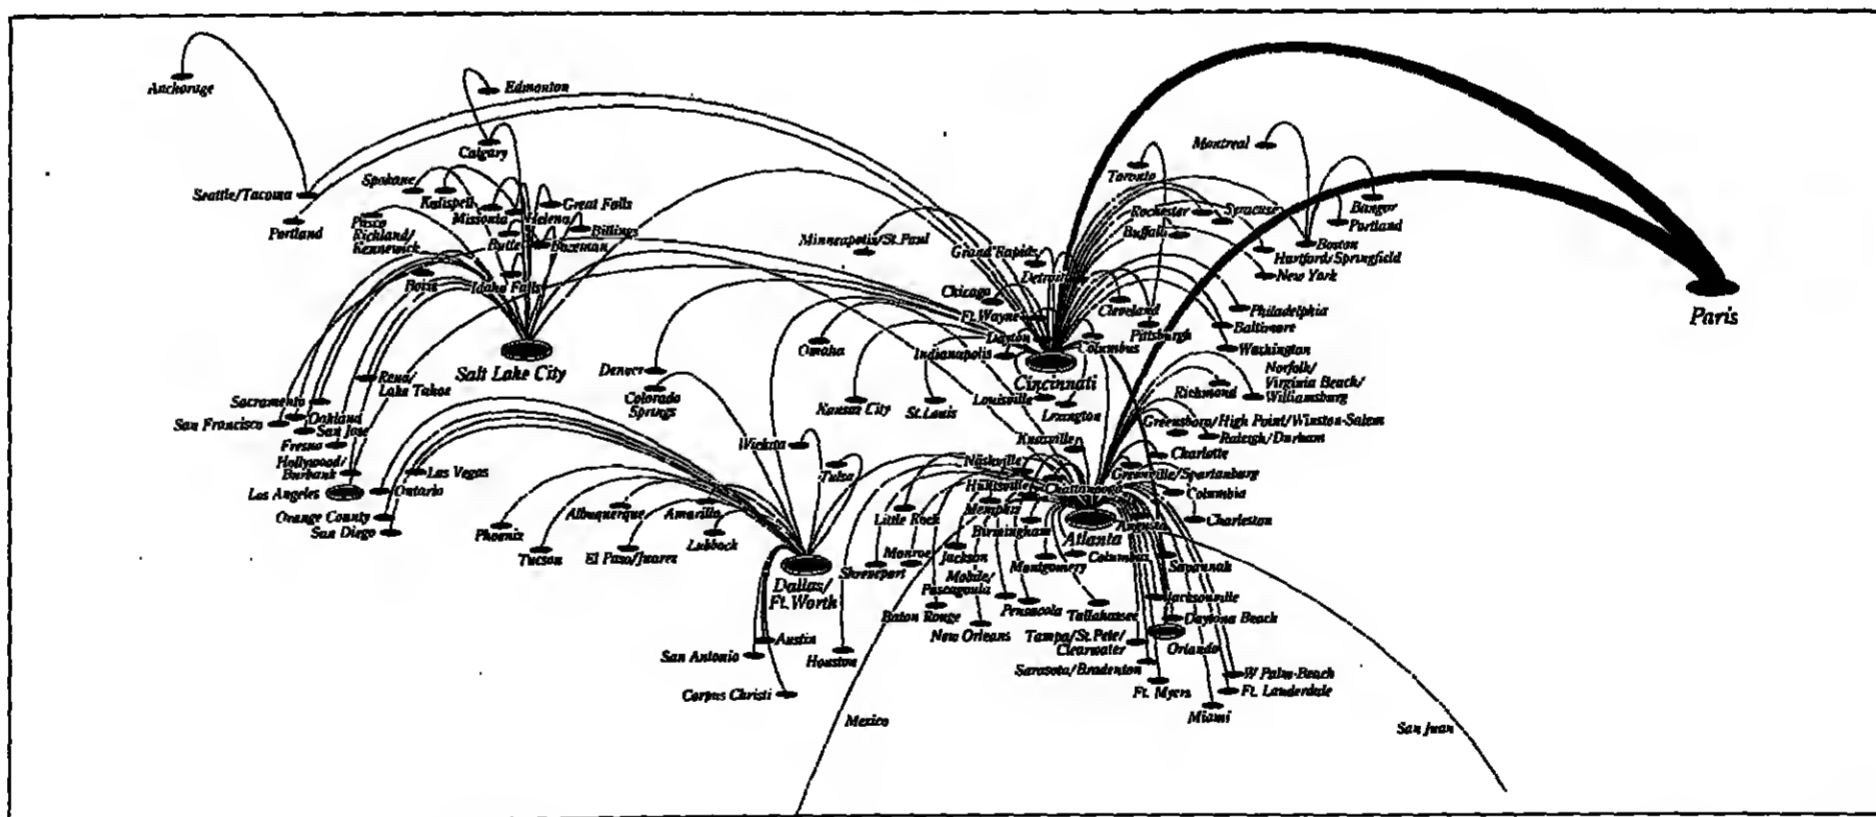 Anchorage
Edmonton
Calgary
Montreal
Toronto
Seattle/Tacoma
Spokane
Kalispell
Missoula
Great Falls
Helena
Portland
Pasco
Richland/
Kennewick
Butte
Bozeman
Billings
Boise
Idaho Falls
Minneapolis/St.Paul
Grand Rapids
Detroit
Rochester
Syracuse
Buffalo
Bangor
Portland
Boston
Hartford/Springfield
New York
Chicago
Ft. Wayne
Cleveland
Philadelphia
Baltimore
Pittsburgh
Washington
Paris
Omaha
Dayton
Columbus
Indianapolis
Cincinnati
Salt Lake City
Denver
Colorado
Springs
Kansas City
St.Louis
Louisville
Lexington
Richmond
Norfolk/
Virginia Beach/
Williamsburg
Reno/
Lake Tahoe
Sacramento
San Francisco
Oakland
San Jose
Fresno
Hollywood/
Burbank
Las Vegas
Los Angeles
Ontario
Orange County
San Diego
Greensboro/High Point/Winston-Salem
Raleigh/Durham
Knoxville
Charlotte
Nashville
Greenville/Spartanburg
Wichita
Tulsa
Huntsville
Chattanooga
Columbia
Charleston
Memphis
Little Rock
Birmingham
Atlanta
Augusta
Phoenix
Tucson
Albuquerque
Amarillo
El Paso/Juarez
Lubbock
Dallas/
Ft. Worth
Shreveport
Monroe
Jackson
Montgomery
Columbus
Savannah
Mobile/
Pascagoula
Pensacola
Tallahassee
Jacksonville
Daytona Beach
Baton Rouge
New Orleans
Tampa/St. Pete/
Clearwater
Orlando
Austin
San Antonio
Houston
Corpus Christi
Sarasota/Bradenton
Ft. Myers
W Palm-Beach
Ft. Lauderdale
Miami
Mexico
San Juan